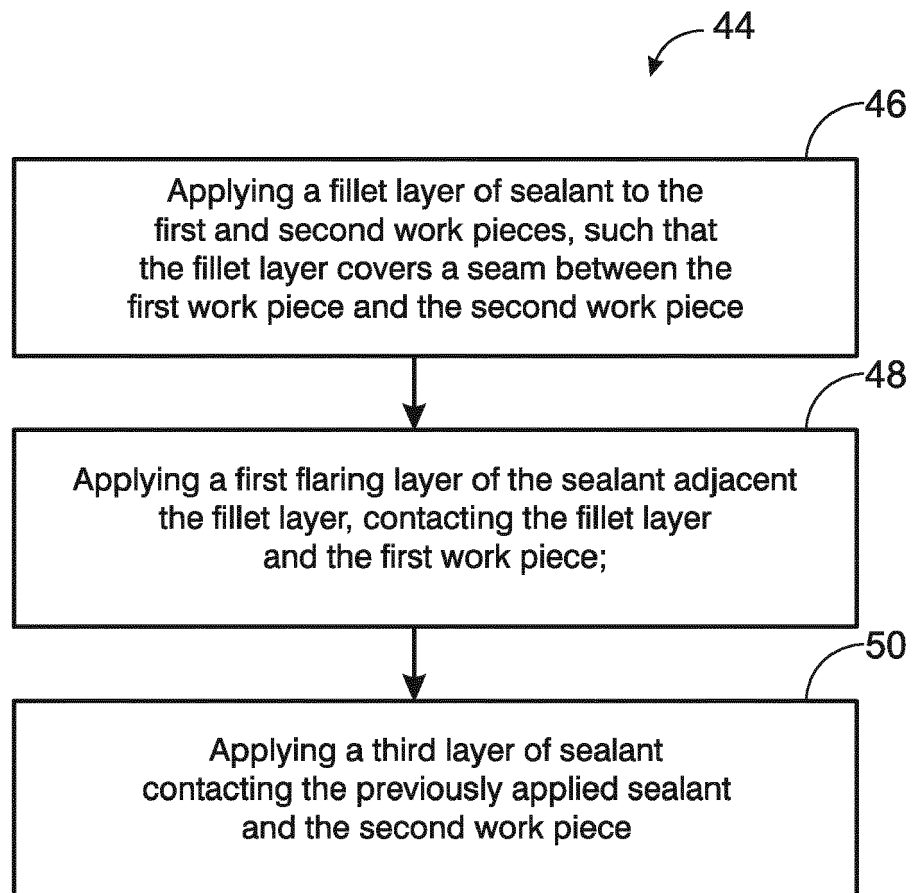 44
46
Applying a fillet layer of sealant to the
first and second work pieces, such that
the fillet layer covers a seam between the
first work piece and the second work piece
48
Applying a first flaring layer of the sealant adjacent
the fillet layer, contacting the fillet layer
and the first work piece;
50
Applying a third layer of sealant
contacting the previously applied sealant
and the second work piece